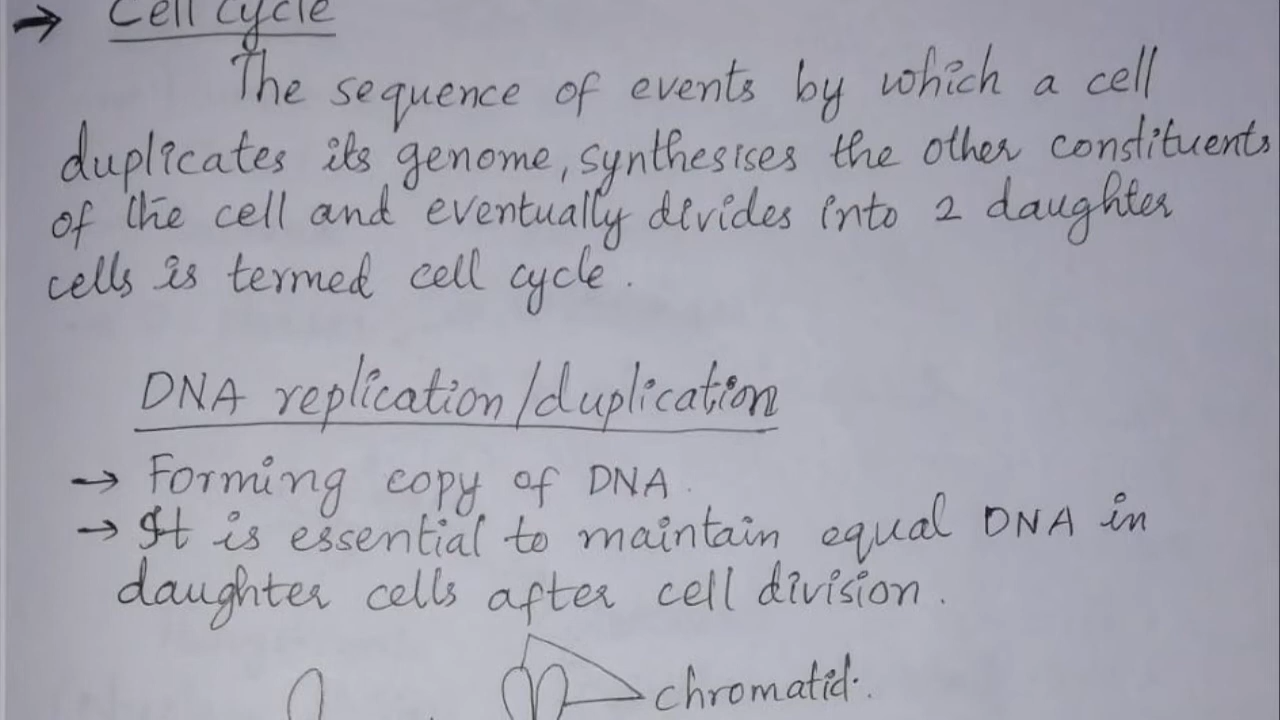 → Cell cycle
The sequence of events by which a cell
duplicates its genome, synthesises the other constituents
of the cell and eventually divides into 2 daughter
cells is termed cell cycle.
DNA replication/duplication
→ Forming copy of DNA.
→ It is essential to maintain equal DNA in
daughter cells after cell division.
chromatid.